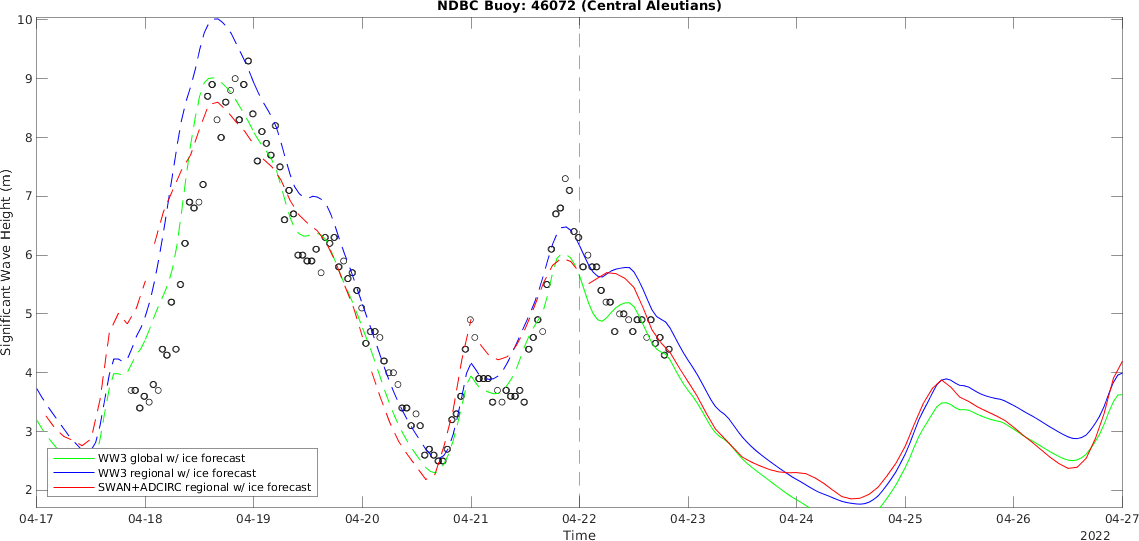 NDBC Buoy: 46072 (Central Aleutians)
10
9
8
7
6
5
4
3
2
Significant Wave Height (m)
WW3 global w/ ice forecast
WW3 regional w/ ice forecast
SWAN+ADCIRC regional w/ ice forecast
04-17 04-18 04-19 04-20 04-21 04-22 04-23 04-24 04-25 04-26 04-27
Time
2022